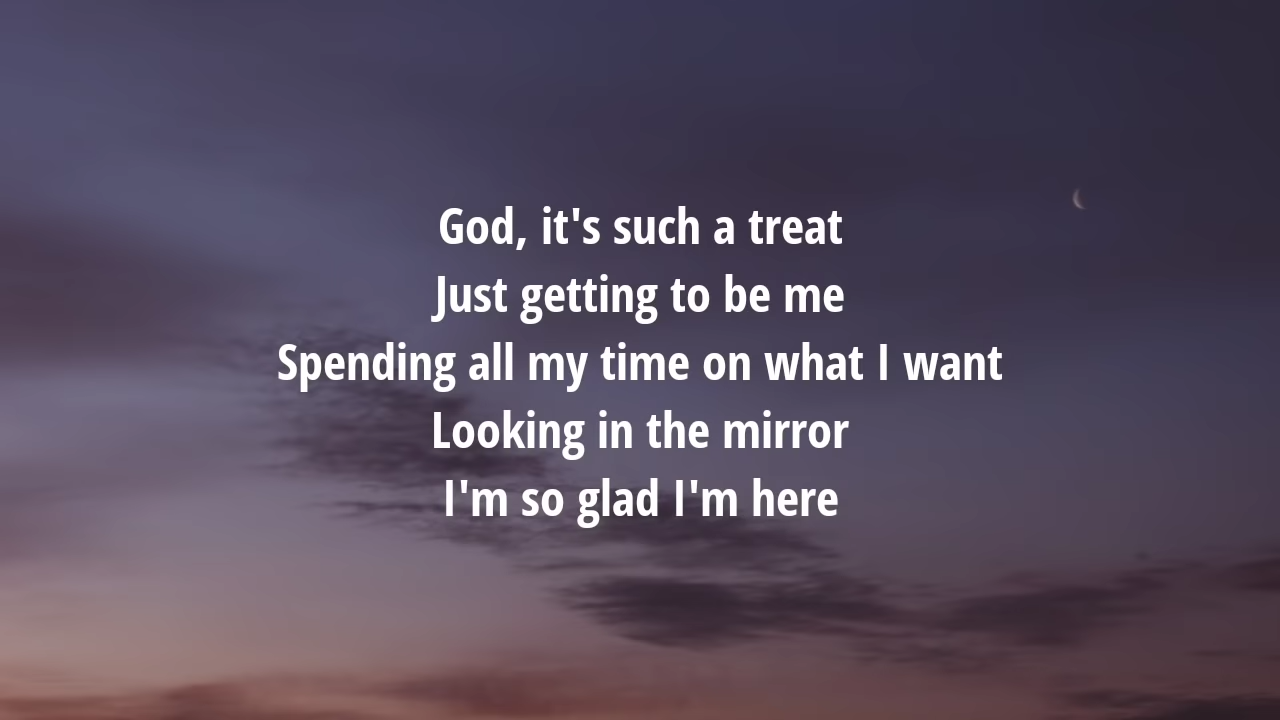 God, it's such a treat
Just getting to be me
Spending all my time on what I want
Looking in the mirror
I'm so glad I'm here